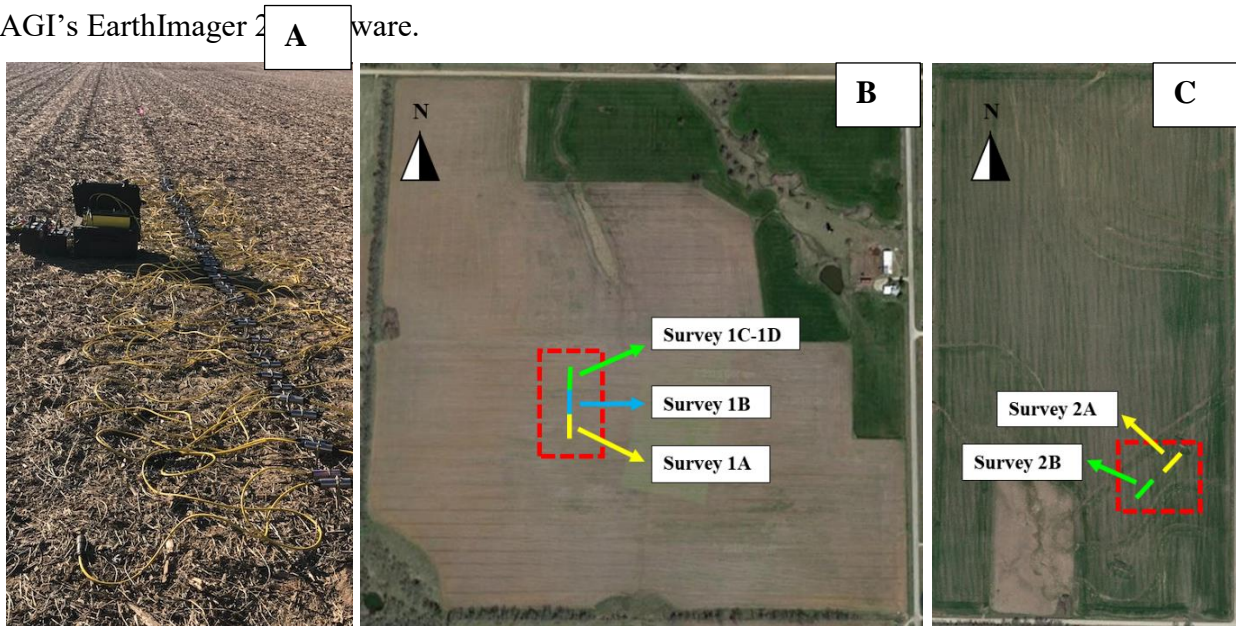 AGI’s EarthImager 2 ware.
A
B
C
N
N
Survey 1C-1D
Survey 1B
Survey 1A
Survey 2A
Survey 2B